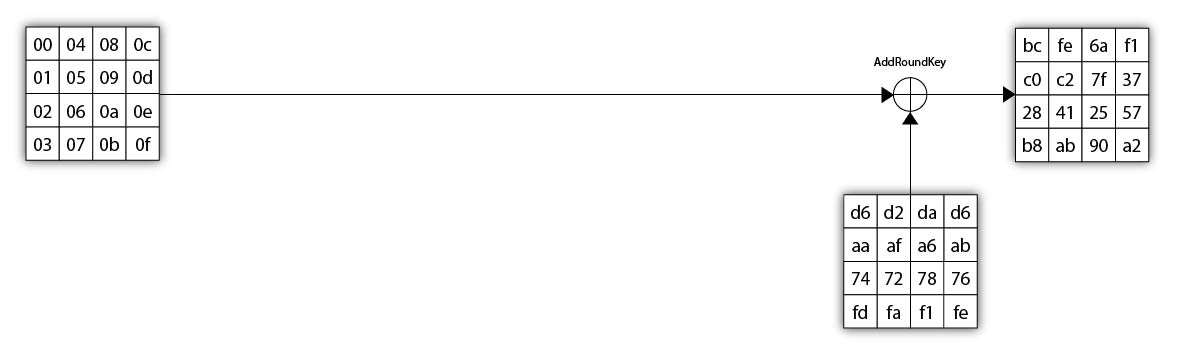 00 04 08 0c
01 05 09 0d
02 06 0a 0e
03 07 0b 0f
AddRoundKey
bc fe 6a f1
c0 c2 7f 37
28 41 25 57
b8 ab 90 a2
d6 d2 da d6
aa af a6 ab
74 72 78 76
fd fa f1 fe